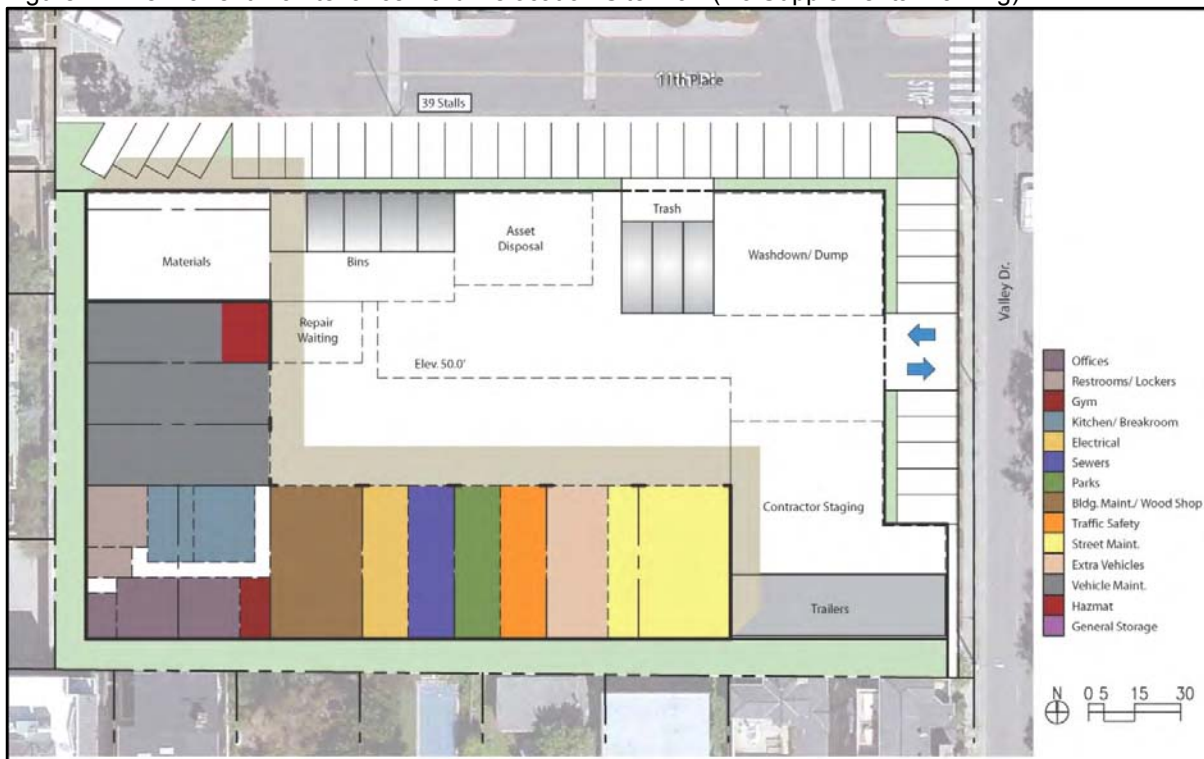 11th Place
STOP
39 Stalls
Trash
Asset
Disposal
Washdown/ Dump
Materials
Bins
Valley Dr.
Repair
Waiting
Elev. 50.0'
Contractor Staging
Trailers
Offices
Restrooms/ Lockers
Gym
Kitchen/ Breakroom
Electrical
Sewers
Parks
Bldg. Maint./ Wood Shop
Traffic Safety
Street Maint.
Extra Vehicles
Vehicle Maint.
Hazmat
General Storage
N 0 5 15 30